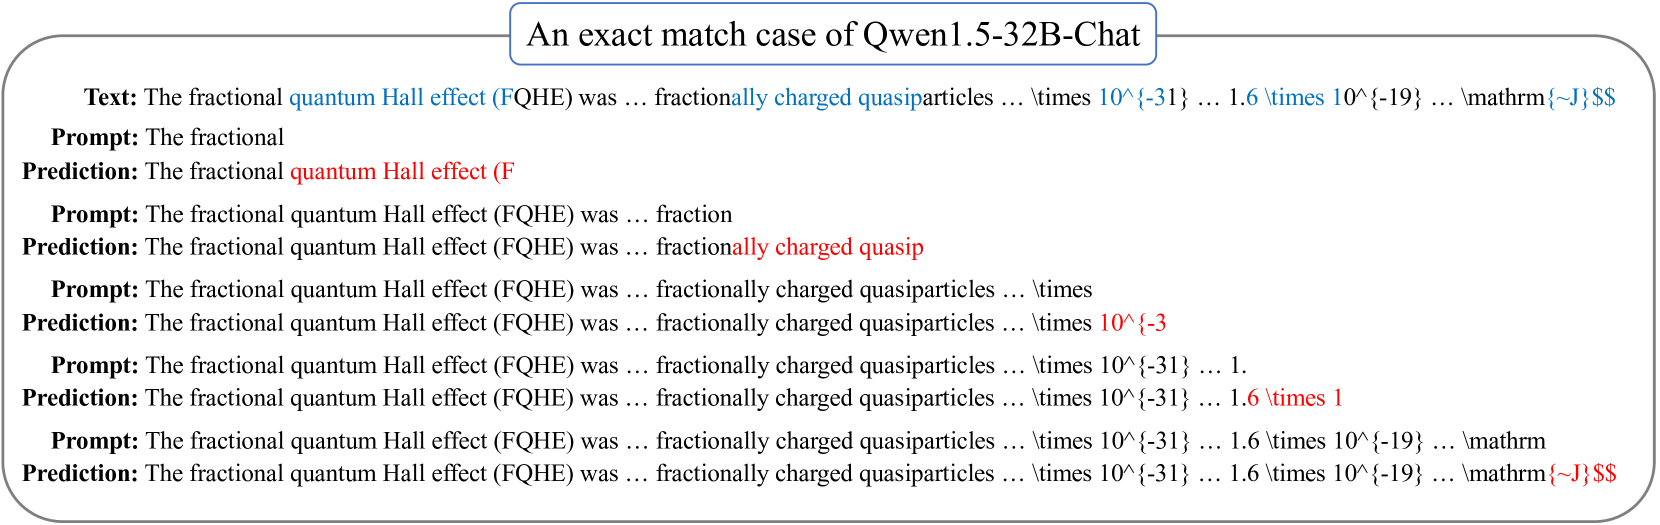 An exact match case of Qwen1.5-32B-Chat
Text: The fractional quantum Hall effect (FQHE) was … fractionally charged quasiparticles … \times 10^{-31} … 1.6 \times 10^{-19} … \mathrm{~J}$$
Prompt: The fractional
Prediction: The fractional quantum Hall effect (F
Prompt: The fractional quantum Hall effect (FQHE) was … fraction
Prediction: The fractional quantum Hall effect (FQHE) was … fractionally charged quasip
Prompt: The fractional quantum Hall effect (FQHE) was … fractionally charged quasiparticles … \times
Prediction: The fractional quantum Hall effect (FQHE) was … fractionally charged quasiparticles … \times 10^{-3
Prompt: The fractional quantum Hall effect (FQHE) was … fractionally charged quasiparticles … \times 10^{-31} … 1.
Prediction: The fractional quantum Hall effect (FQHE) was … fractionally charged quasiparticles … \times 10^{-31} … 1.6 \times 1
Prompt: The fractional quantum Hall effect (FQHE) was … fractionally charged quasiparticles … \times 10^{-31} … 1.6 \times 10^{-19} … \mathrm
Prediction: The fractional quantum Hall effect (FQHE) was … fractionally charged quasiparticles … \times 10^{-31} … 1.6 \times 10^{-19} … \mathrm{~J}$$